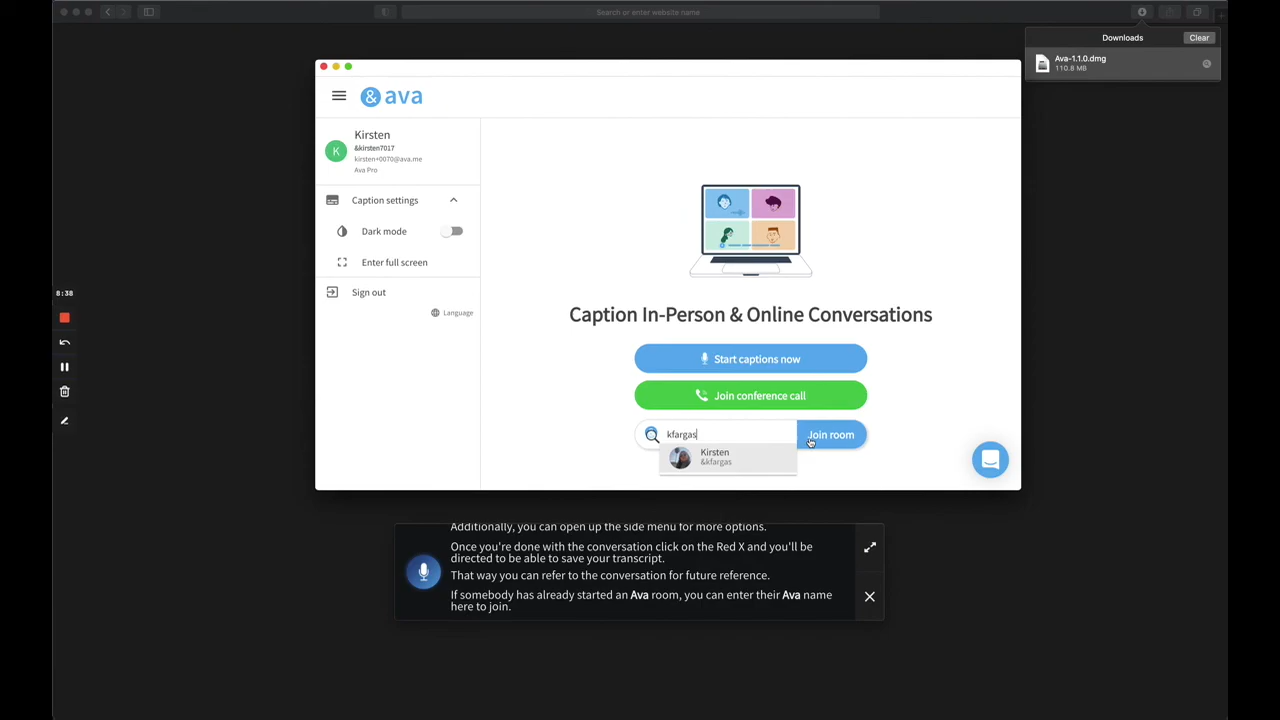 Search or enter website name
Downloads
Clear
Ava-1.1.0.dmg
110.8 MB
& ava
Kirsten
&kirsten7017
kirsten+0070@ava.me
Ava Pro
K
Caption settings
Dark mode
Enter full screen
Sign out
Language
8:38
Caption In-Person & Online Conversations
Start captions now
Join conference call
kfargas
Join room
Kirsten
&kfargas
Additionally, you can open up the side menu for more options.
Once you're done with the conversation click on the Red X and you'll be
directed to be able to save your transcript.
That way you can refer to the conversation for future reference.
If somebody has already started an Ava room, you can enter their Ava name
here to join.